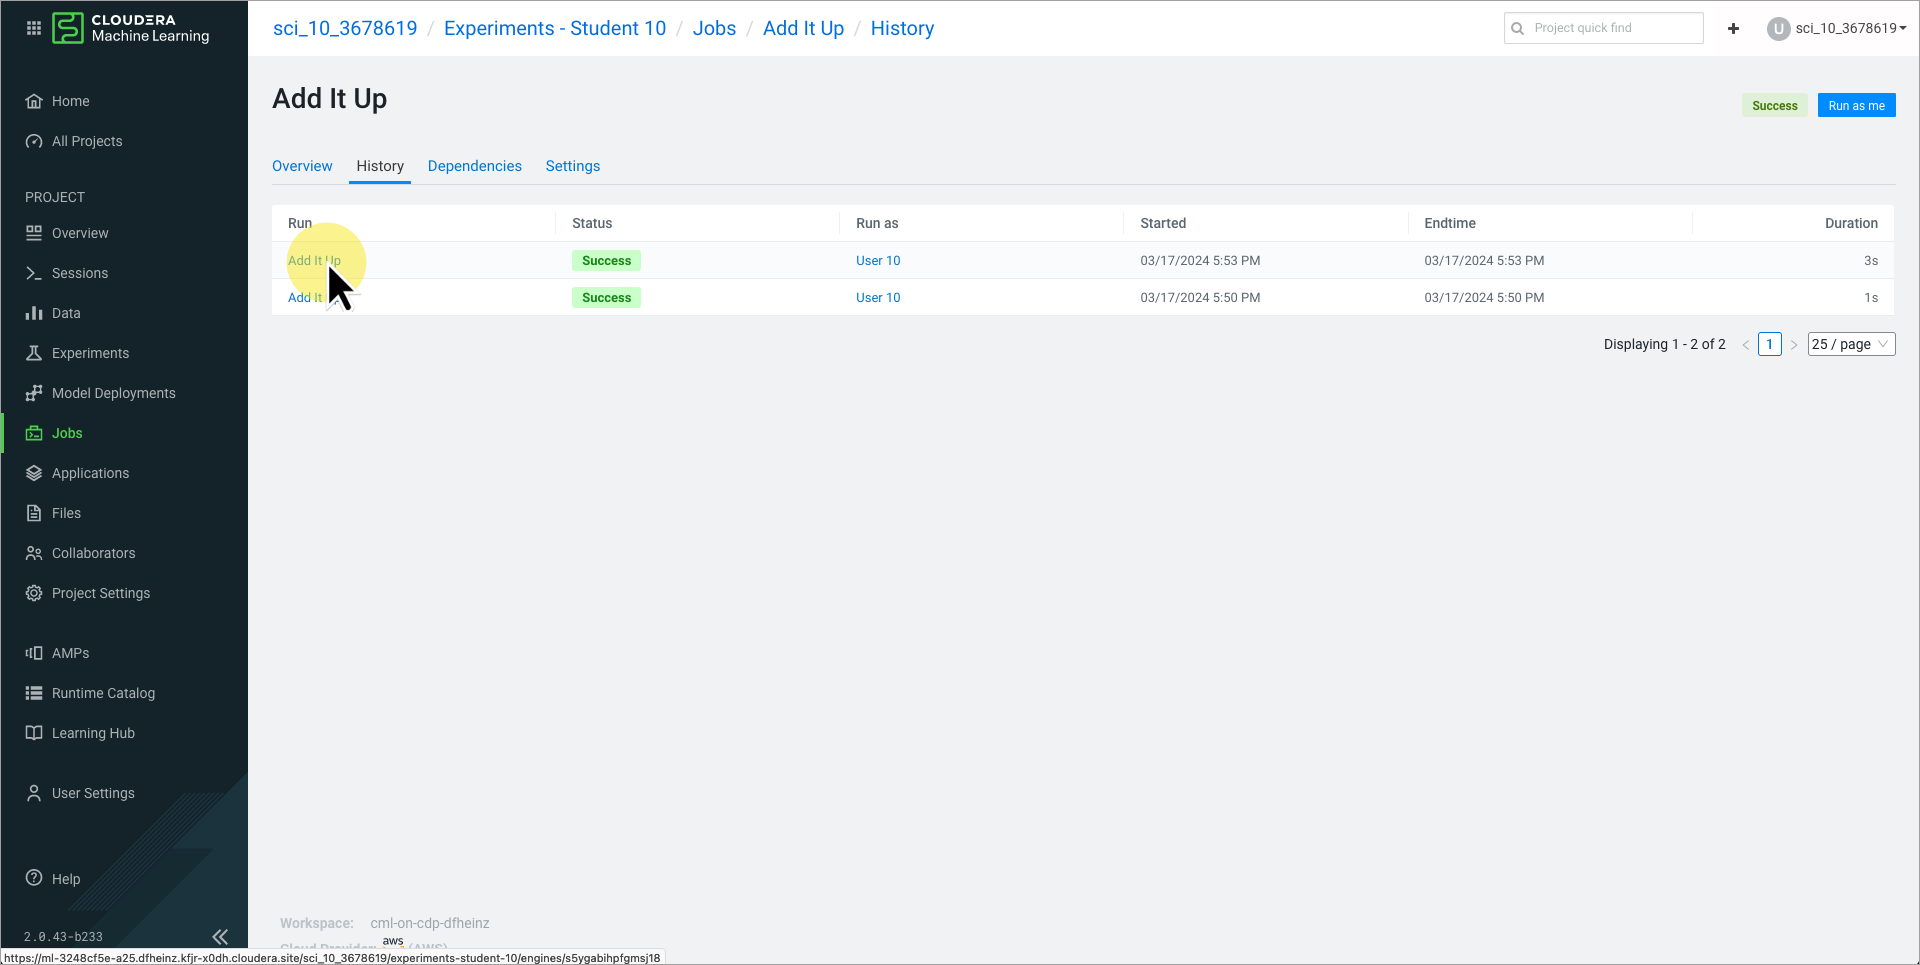 CLOUDERA
Machine Learning
sci_10_3678619 / Experiments - Student 10 / Jobs / Add It Up / History
Project quick find
+
U sci_10_3678619
Home
All Projects
PROJECT
Overview
Sessions
Data
Experiments
Model Deployments
Jobs
Applications
Files
Collaborators
Project Settings
AMPs
Runtime Catalog
Learning Hub
User Settings
Help
2.0.43-b233
Add It Up
Success Run as me
Overview History Dependencies Settings
Run Status Run as Started Endtime Duration
Add It Up Success User 10 03/17/2024 5:53 PM 03/17/2024 5:53 PM 3s
Add It Success User 10 03/17/2024 5:50 PM 03/17/2024 5:50 PM 1s
Displaying 1 - 2 of 2 < 1 > 25 / page
Workspace: cml-on-cdp-dfheinz
Cloud Provider: aws (AWS)
https://ml-3248cf5e-a25.dfheinz.kfjr-x0dh.cloudera.site/sci_10_3678619/experiments-student-10/engines/s5ygabihpfgmsj18